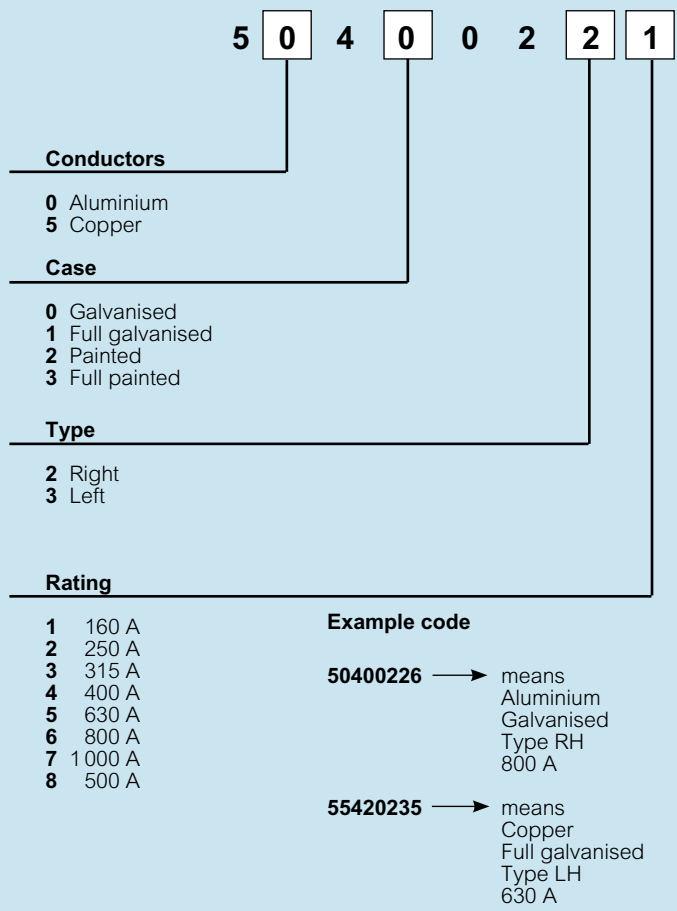 5 0 4 0 0 2 2 1
Conductors
0 Aluminium
5 Copper
Case
0 Galvanised
1 Full galvanised
2 Painted
3 Full painted
Type
2 Right
3 Left
Rating
1 160 A
2 250 A
3 315 A
4 400 A
5 630 A
6 800 A
7 1 000 A
8 500 A
Example code
50400226 means
Aluminium
Galvanised
Type RH
800 A
55420235 means
Copper
Full galvanised
Type LH
630 A